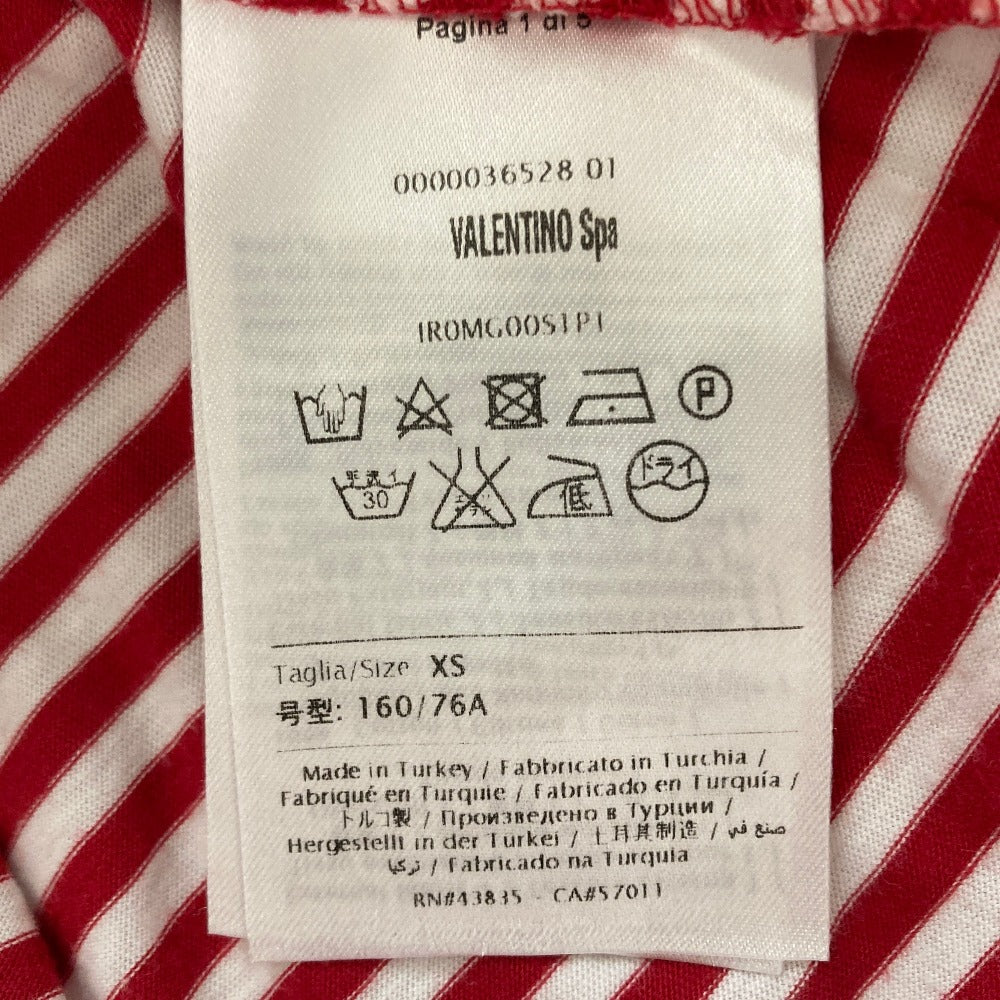 Pagina 1 di 5
0000036528 01
VALENTINO Spa
IR0MG00S1P1
P
手洗イ
30
低
ドライ
Taglia/Size XS
号型: 160/76A
Made in Turkey / Fabbricato in Turchia /
Fabriqué en Turquie / Fabricado en Turquía /
トルコ製 / Произведено в Турции /
Hergestellt in der Türkei / 土耳其制造 / صنع في
تركيا / Fabricado na Turquia
RN#43835 - CA#57011